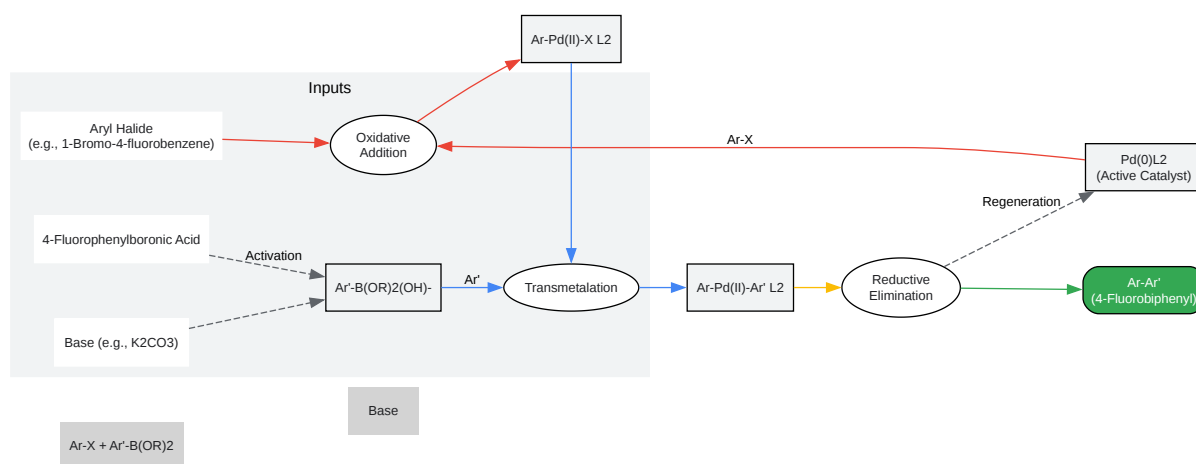 Ar-Pd(II)-X L2
Inputs
Aryl Halide
(e.g., 1-Bromo-4-fluorobenzene)
Oxidative
Addition
Ar-X
Pd(0)L2
(Active Catalyst)
Regeneration
4-Fluorophenylboronic Acid
Activation
Ar'-B(OR)2(OH)-
Ar'
Transmetalation
Ar-Pd(II)-Ar' L2
Reductive
Elimination
Ar-Ar'
(4-Fluorobiphenyl)
Base (e.g., K2CO3)
Base
Ar-X + Ar'-B(OR)2